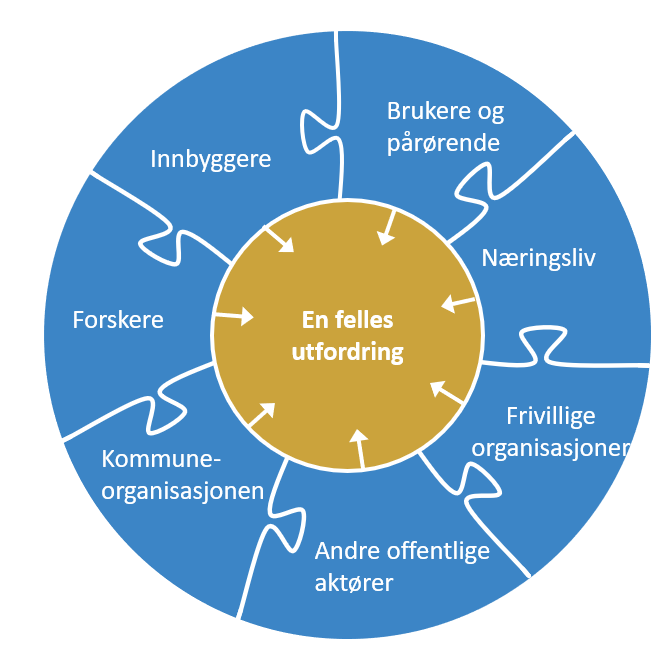 Brukere og
pårørende
Innbyggere
Næringsliv
Forskere
En felles
utfordring
Frivillige
organisasjoner
Kommune-
organisasjonen
Andre offentlige
aktører